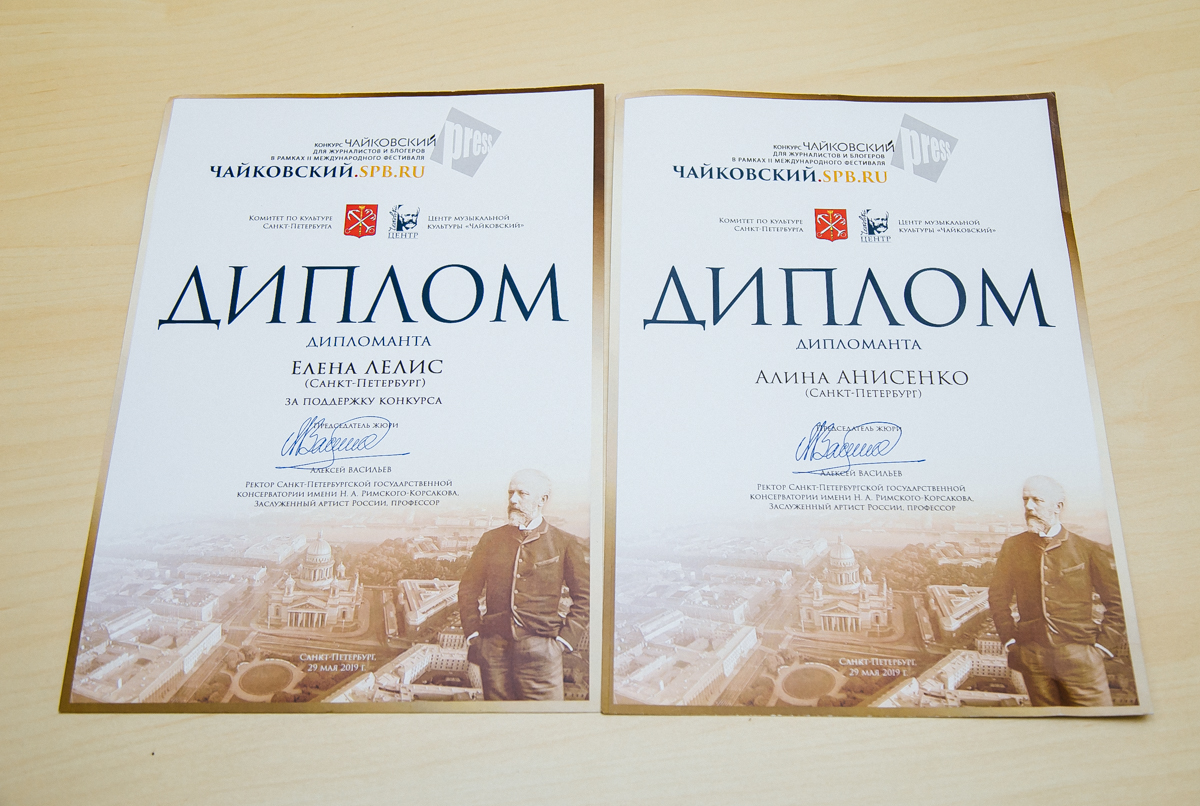 КОНКУРС ЧАЙКОВСКИЙ press
ДЛЯ ЖУРНАЛИСТОВ И БЛОГЕРОВ
В РАМКАХ II МЕЖДУНАРОДНОГО ФЕСТИВАЛЯ
ЧАЙКОВСКИЙ.SPB.RU
КОМИТЕТ ПО КУЛЬТУРЕ
САНКТ-ПЕТЕРБУРГА
ЦЕНТР
ЦЕНТР МУЗЫКАЛЬНОЙ
КУЛЬТУРЫ «ЧАЙКОВСКИЙ»
ДИПЛОМ
ДИПЛОМАНТА
ЕЛЕНА ЛЕЛИС
(САНКТ-ПЕТЕРБУРГ)
ЗА ПОДДЕРЖКУ КОНКУРСА
ПРЕДСЕДАТЕЛЬ ЖЮРИ
АЛЕКСЕЙ ВАСИЛЬЕВ
РЕКТОР САНКТ-ПЕТЕРБУРГСКОЙ ГОСУДАРСТВЕННОЙ
КОНСЕРВАТОРИИ ИМЕНИ Н. А. РИМСКОГО-КОРСАКОВА,
ЗАСЛУЖЕННЫЙ АРТИСТ РОССИИ, ПРОФЕССОР
САНКТ-ПЕТЕРБУРГ,
29 МАЯ 2019 Г.
КОНКУРС ЧАЙКОВСКИЙ press
ДЛЯ ЖУРНАЛИСТОВ И БЛОГЕРОВ
В РАМКАХ II МЕЖДУНАРОДНОГО ФЕСТИВАЛЯ
ЧАЙКОВСКИЙ.SPB.RU
КОМИТЕТ ПО КУЛЬТУРЕ
САНКТ-ПЕТЕРБУРГА
ЦЕНТР
ЦЕНТР МУЗЫКАЛЬНОЙ
КУЛЬТУРЫ «ЧАЙКОВСКИЙ»
ДИПЛОМ
ДИПЛОМАНТА
АЛИНА АНИСЕНКО
(САНКТ-ПЕТЕРБУРГ)
ПРЕДСЕДАТЕЛЬ ЖЮРИ
АЛЕКСЕЙ ВАСИЛЬЕВ
РЕКТОР САНКТ-ПЕТЕРБУРГСКОЙ ГОСУДАРСТВЕННОЙ
КОНСЕРВАТОРИИ ИМЕНИ Н. А. РИМСКОГО-КОРСАКОВА,
ЗАСЛУЖЕННЫЙ АРТИСТ РОССИИ, ПРОФЕССОР
САНКТ-ПЕТЕРБУРГ,
29 МАЯ 2019 Г.